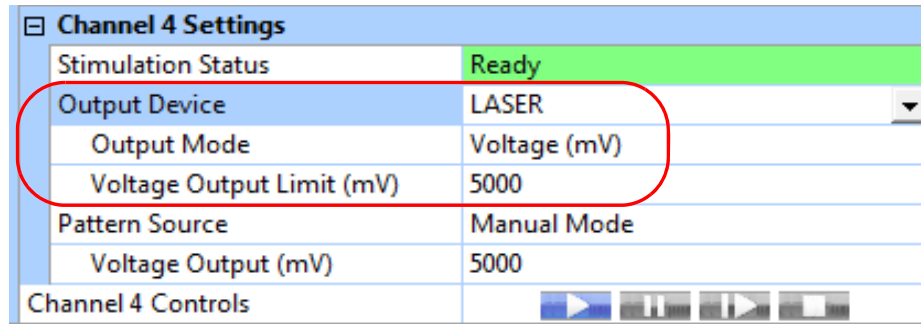 Channel 4 Settings
Stimulation Status Ready
Output Device LASER
Output Mode Voltage (mV)
Voltage Output Limit (mV) 5000
Pattern Source Manual Mode
Voltage Output (mV) 5000
Channel 4 Controls